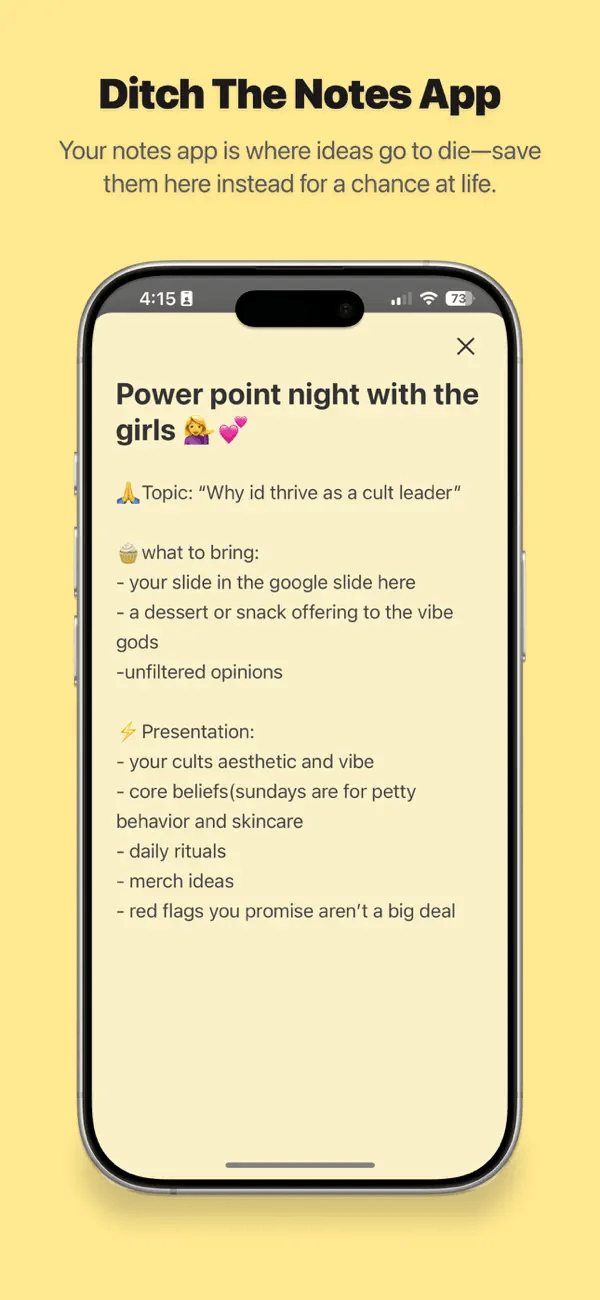 Ditch The Notes App
Your notes app is where ideas go to die—save
them here instead for a chance at life.
4:15
73
Power point night with the
girls 💁‍♀️💕
🙏Topic: “Why id thrive as a cult leader”
🧁what to bring:
- your slide in the google slide here
- a dessert or snack offering to the vibe
gods
-unfiltered opinions
⚡Presentation:
- your cults aesthetic and vibe
- core beliefs(sundays are for petty
behavior and skincare
- daily rituals
- merch ideas
- red flags you promise aren’t a big deal